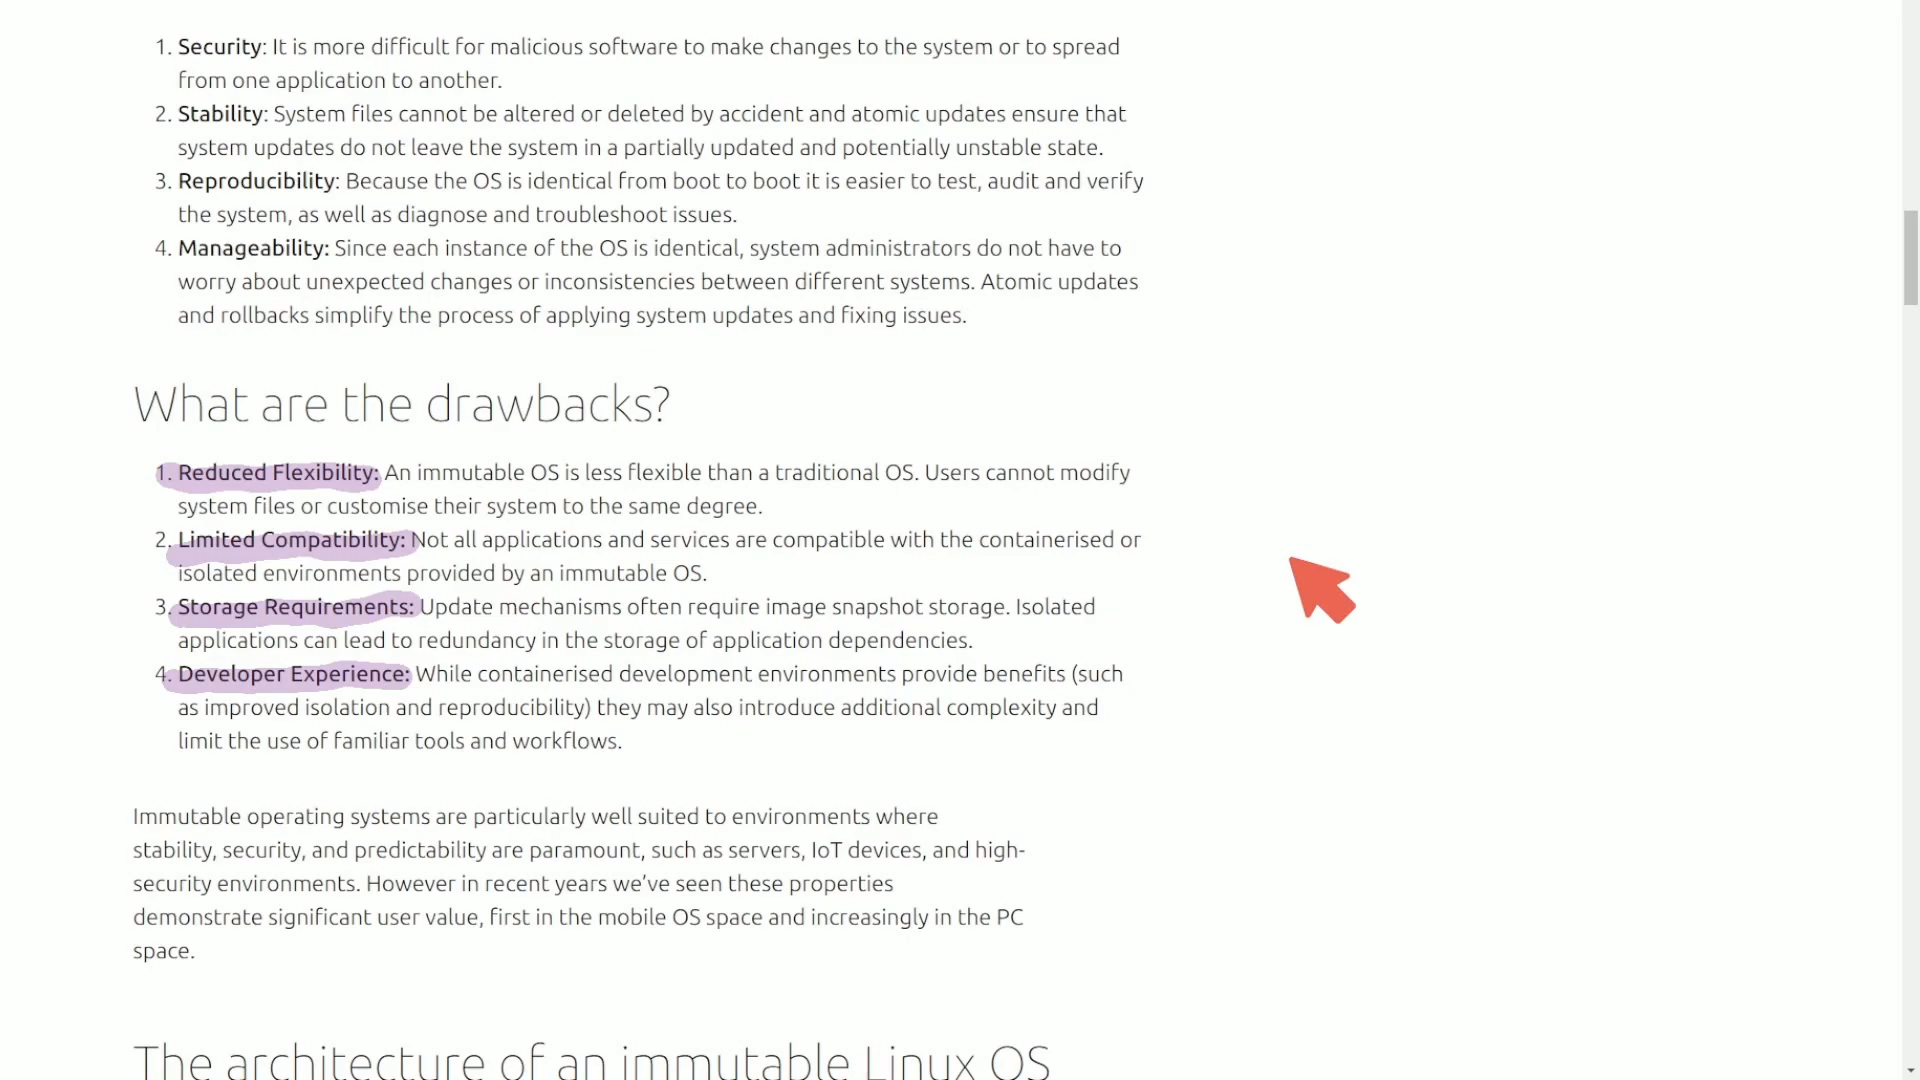 1. Security: It is more difficult for malicious software to make changes to the system or to spread
from one application to another.
2. Stability: System files cannot be altered or deleted by accident and atomic updates ensure that
system updates do not leave the system in a partially updated and potentially unstable state.
3. Reproducibility: Because the OS is identical from boot to boot it is easier to test, audit and verify
the system, as well as diagnose and troubleshoot issues.
4. Manageability: Since each instance of the OS is identical, system administrators do not have to
worry about unexpected changes or inconsistencies between different systems. Atomic updates
and rollbacks simplify the process of applying system updates and fixing issues.
What are the drawbacks?
1. Reduced Flexibility: An immutable OS is less flexible than a traditional OS. Users cannot modify
system files or customise their system to the same degree.
2. Limited Compatibility: Not all applications and services are compatible with the containerised or
isolated environments provided by an immutable OS.
3. Storage Requirements: Update mechanisms often require image snapshot storage. Isolated
applications can lead to redundancy in the storage of application dependencies.
4. Developer Experience: While containerised development environments provide benefits (such
as improved isolation and reproducibility) they may also introduce additional complexity and
limit the use of familiar tools and workflows.
Immutable operating systems are particularly well suited to environments where
stability, security, and predictability are paramount, such as servers, IoT devices, and high-
security environments. However in recent years we’ve seen these properties
demonstrate significant user value, first in the mobile OS space and increasingly in the PC
space.
The architecture of an immutable Linux OS